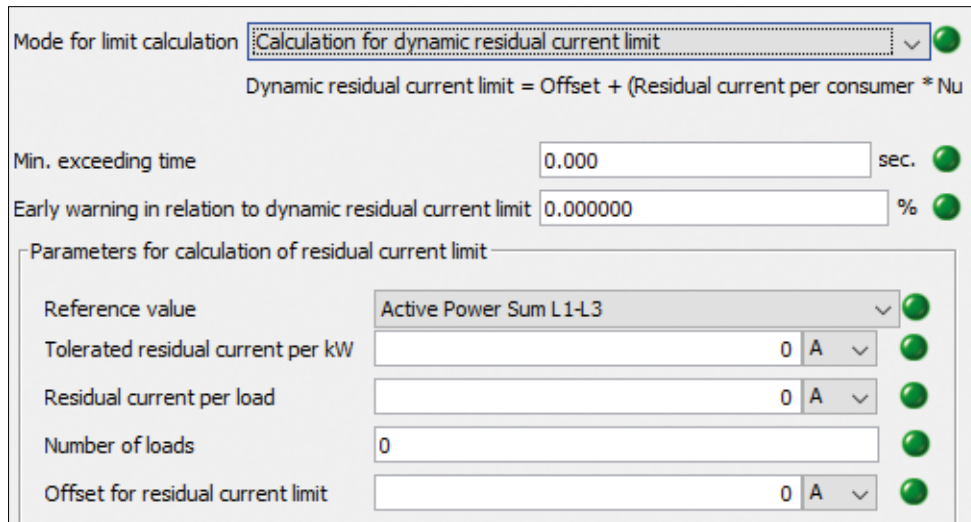 Mode for limit calculation Calculation for dynamic residual current limit
Dynamic residual current limit = Offset + (Residual current per consumer * Nu
Min. exceeding time 0.000 sec.
Early warning in relation to dynamic residual current limit 0.000000 %
Parameters for calculation of residual current limit
Reference value Active Power Sum L1-L3
Tolerated residual current per kW 0 A
Residual current per load 0 A
Number of loads 0
Offset for residual current limit 0 A